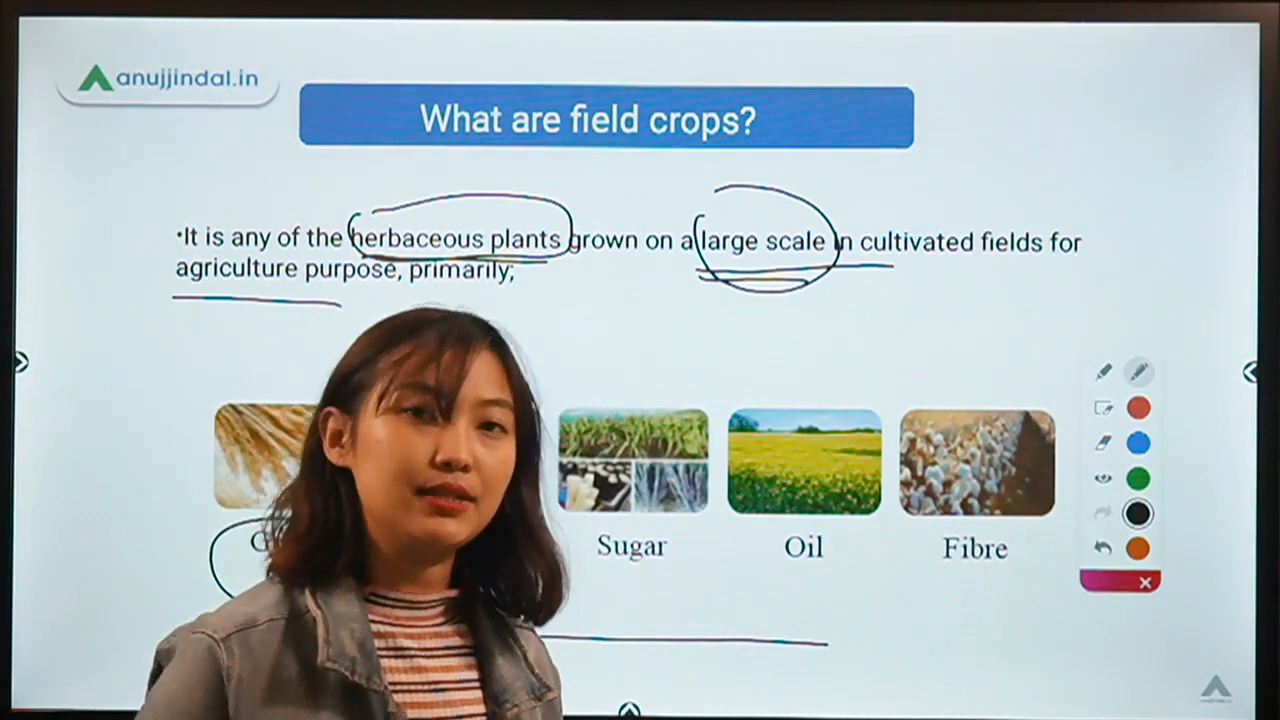 anujjindal.in
What are field crops?
•It is any of the herbaceous plants grown on a large scale in cultivated fields for
agriculture purpose, primarily;
Sugar Oil Fibre